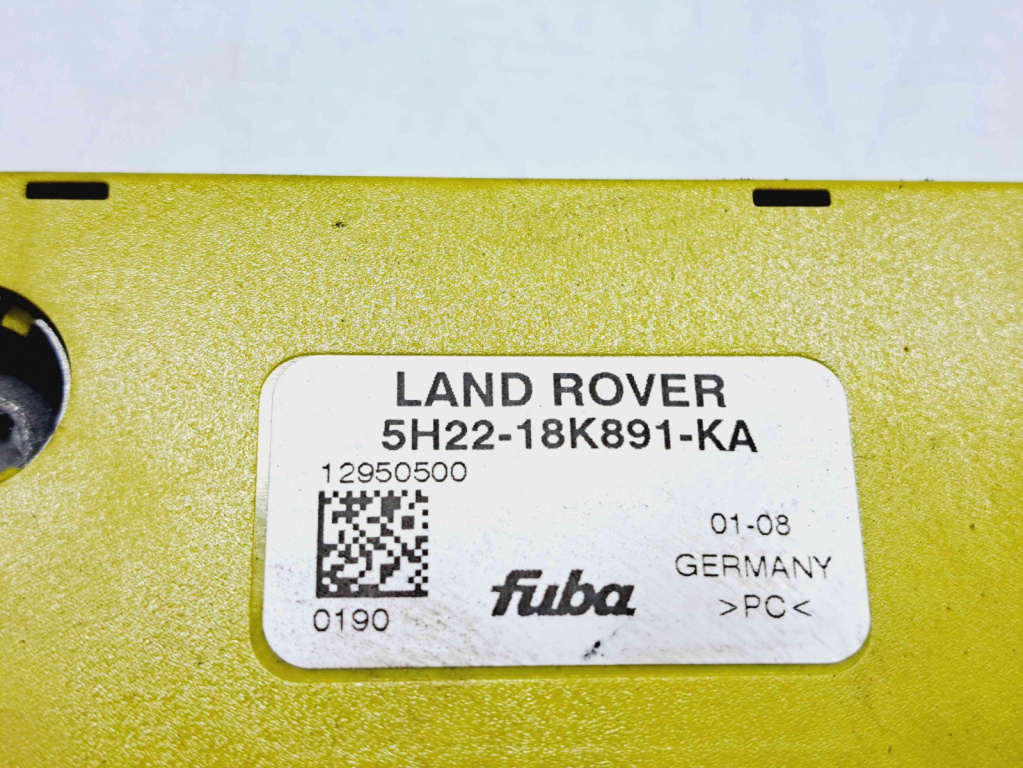 LAND ROVER
5H22-18K891-KA
12950500
01-08
GERMANY
fuba
>PC<
0190